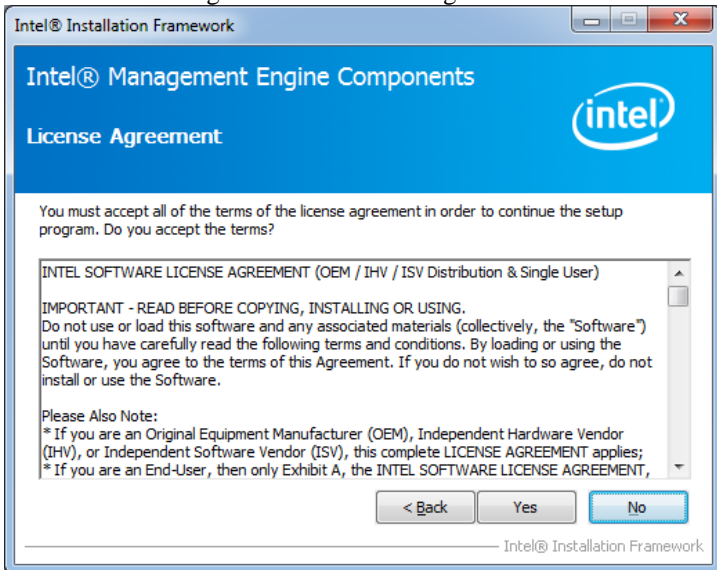 Intel® Installation Framework
Intel® Management Engine Components
intel
License Agreement
You must accept all of the terms of the license agreement in order to continue the setup
program. Do you accept the terms?
INTEL SOFTWARE LICENSE AGREEMENT (OEM / IHV / ISV Distribution & Single User)
IMPORTANT - READ BEFORE COPYING, INSTALLING OR USING.
Do not use or load this software and any associated materials (collectively, the "Software")
until you have carefully read the following terms and conditions. By loading or using the
Software, you agree to the terms of this Agreement. If you do not wish to so agree, do not
install or use the Software.
Please Also Note:
* If you are an Original Equipment Manufacturer (OEM), Independent Hardware Vendor
(IHV), or Independent Software Vendor (ISV), this complete LICENSE AGREEMENT applies;
* If you are an End-User, then only Exhibit A, the INTEL SOFTWARE LICENSE AGREEMENT,
< Back Yes No
Intel® Installation Framework